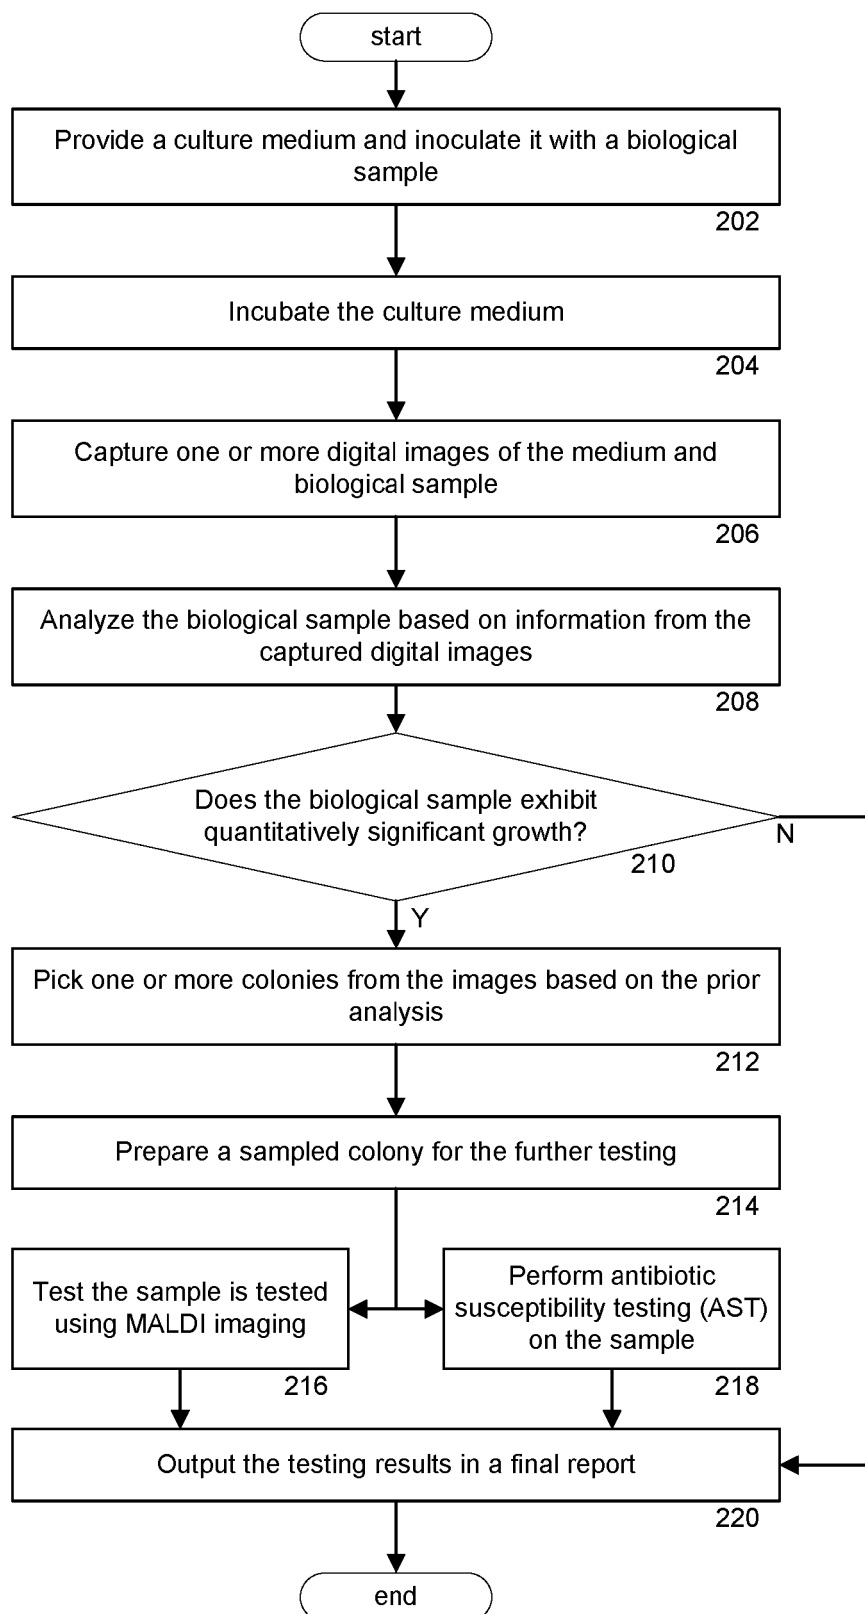 start
Provide a culture medium and inoculate it with a biological
sample
202
Incubate the culture medium
204
Capture one or more digital images of the medium and
biological sample
206
Analyze the biological sample based on information from the
captured digital images
208
Does the biological sample exhibit
quantitatively significant growth?
N
210
Y
Pick one or more colonies from the images based on the prior
analysis
212
Prepare a sampled colony for the further testing
214
Test the sample is tested
using MALDI imaging
216
Perform antibiotic
susceptibility testing (AST)
on the sample
218
Output the testing results in a final report
220
end